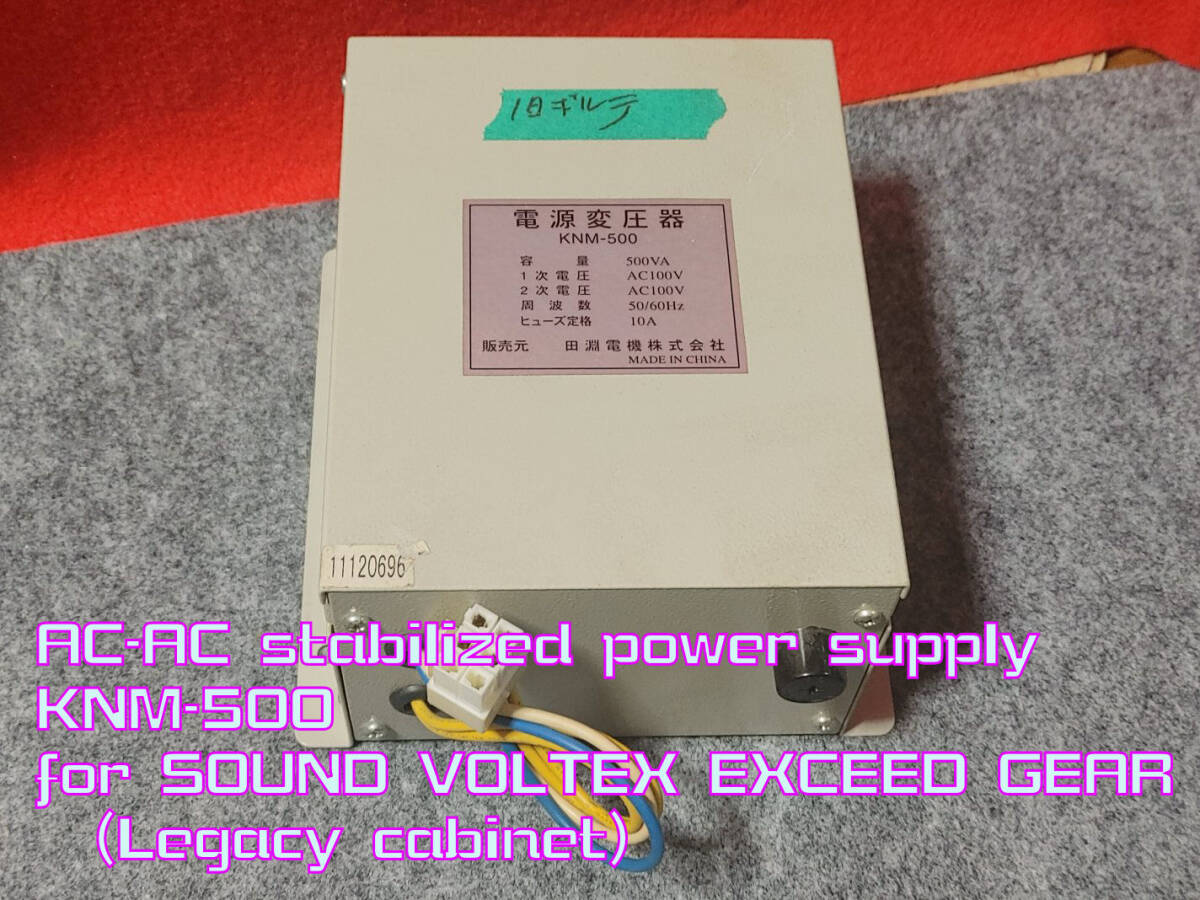 旧ボルテ
電源変圧器
KNM-500
容量 500VA
1次電圧 AC100V
2次電圧 AC100V
周波数 50/60Hz
ヒューズ定格 10A
販売元 田淵電機株式会社
MADE IN CHINA
11120696
AC-AC stabilized power supply
KNM-500
for SOUND VOLTEX EXCEED GEAR
(Legacy cabinet)